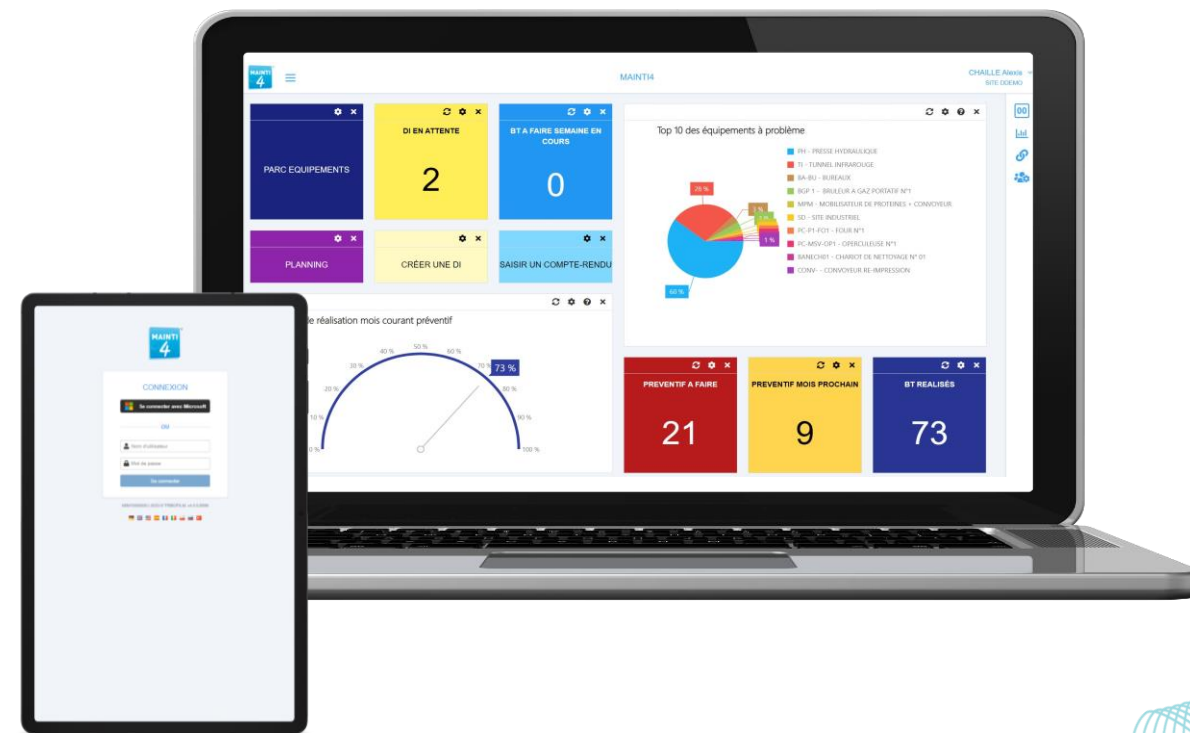 MAINTI
4
MAINTI4
CHAILLE Alexis
SITE DDEMO
PARC EQUIPEMENTS
DI EN ATTENTE
2
BT A FAIRE SEMAINE EN
COURS
0
PLANNING
CRÉER UNE DI
SAISIR UN COMPTE-RENDU
Top 10 des équipements à problème
PH - PRESSE HYDRAULIQUE
TI - TUNNEL INFRAROUGE
BA-BU - BUREAUX
BGP 1 - BRULEUR A GAZ PORTATIF N°1
MPM - MOBILISATEUR DE PROTEINES + CONVOYEUR
SD - SITE INDUSTRIEL
PC-P1-FO1 - FOUR N°1
PC-MSV-OP1 - OPERCULEUSE N°1
BANECH01 - CHARIOT DE NETTOYAGE N° 01
CONV- - CONVOYEUR RE-IMPRESSION
1 %
de réalisation mois courant préventif
0 %
10 %
20 %
40 %
50 %
60 %
70 %
73 %
80 %
90 %
100 %
PREVENTIF A FAIRE
21
PREVENTIF MOIS PROCHAIN
9
BT REALISÉS
73
MAINTI
4
CONNEXION
Se connecter avec Microsoft
OU
Nom d'utilisateur
Mot de passe
Se connecter